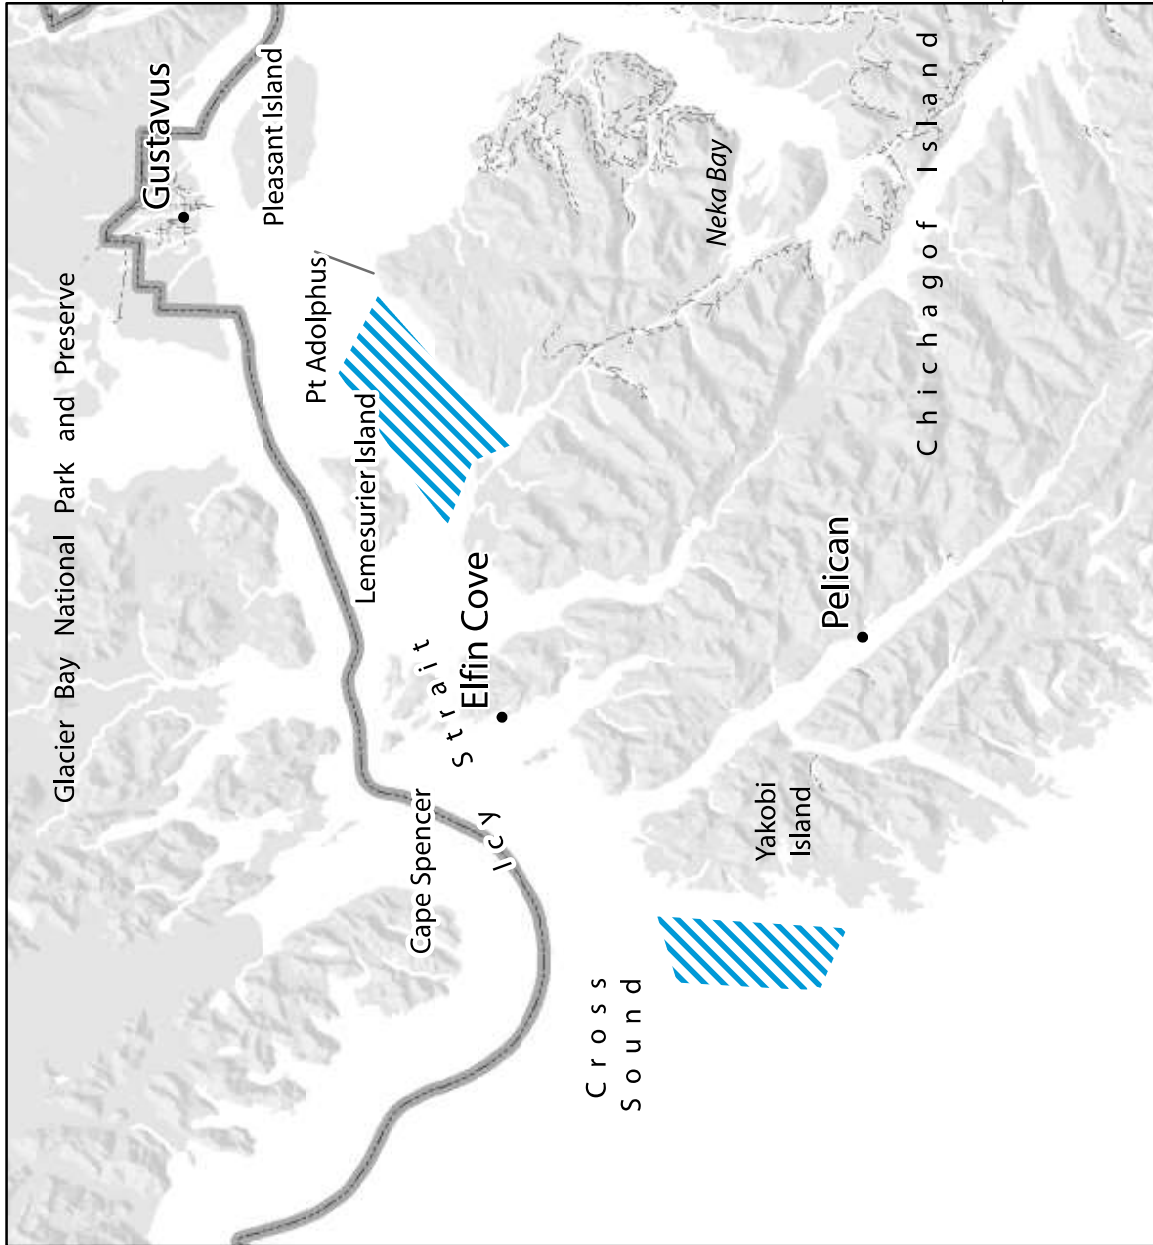 Glacier Bay National Park and Preserve
Gustavus
Pleasant Island
Pt Adolphus
Lemesurier Island
Cape Spencer
Icy Strait
Elfin Cove
Cross
Sound
Neka Bay
Yakobi
Island
Pelican
Chichagof Island